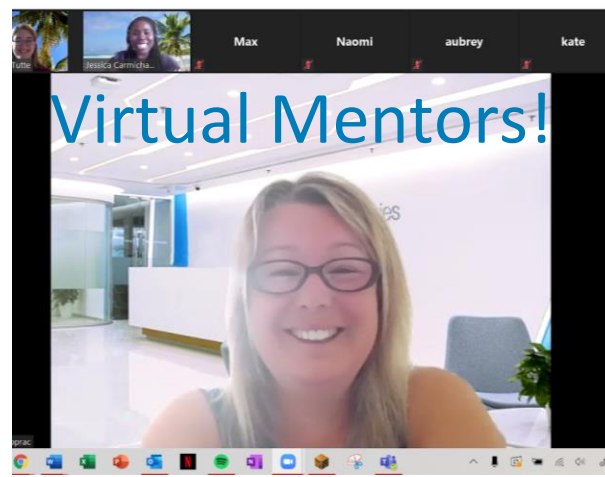 Max
Naomi
aubrey
kate
Tutte
Jessica Carmicha...
Virtual Mentors!
ies
aprac